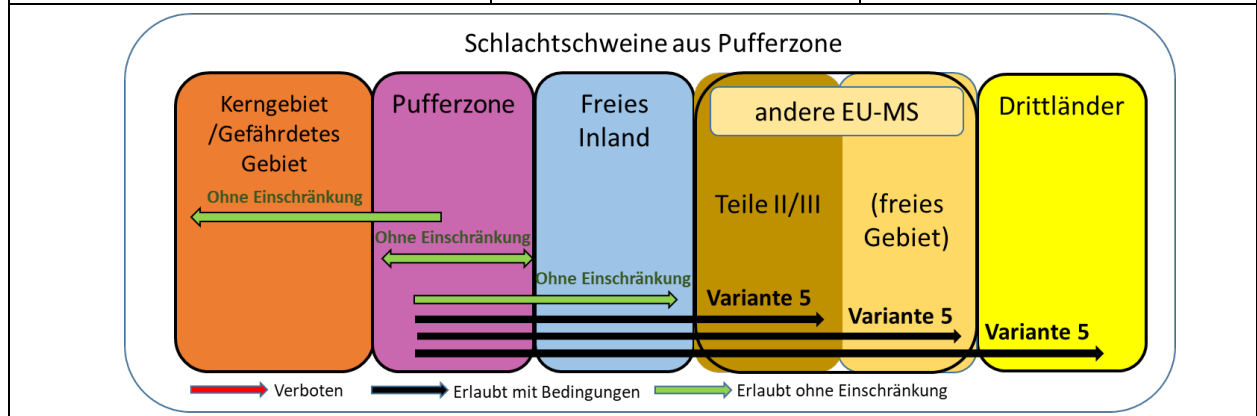 Schlachtschweine aus Pufferzone
Kerngebiet
/Gefährdetes
Gebiet
Pufferzone
Freies
Inland
andere EU-MS
Drittländer
Teile II/III
(freies
Gebiet)
Ohne Einschränkung
Ohne Einschränkung
Ohne Einschränkung
Variante 5
Variante 5
Variante 5
Verboten
Erlaubt mit Bedingungen
Erlaubt ohne Einschränkung